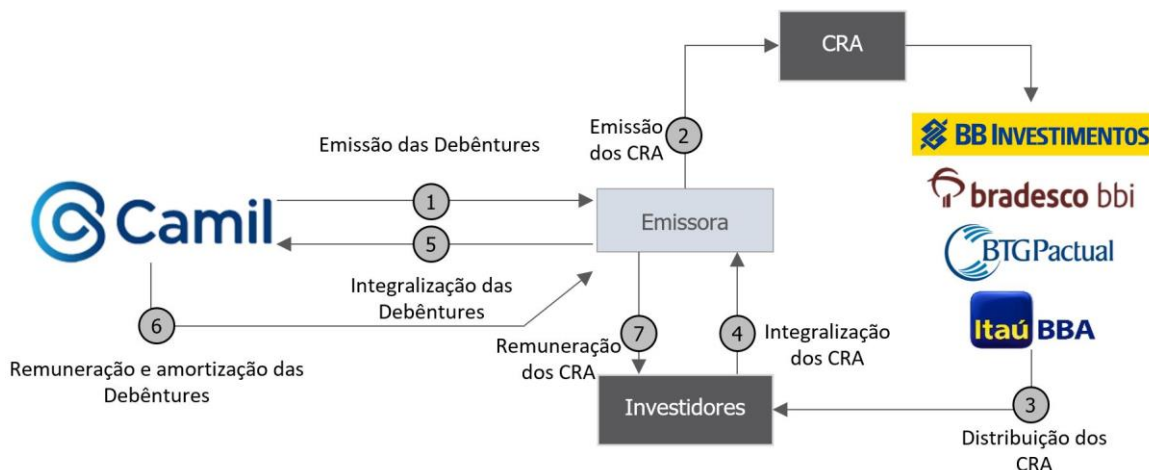 CRA
Emissão
dos CRA
2
BB INVESTIMENTOS
Emissão das Debêntures
bradesco bbi
Camil
1
Emissora
5
BTGPactual
Integralização das
Debêntures
Itaú BBA
6
7
4
Remuneração
dos CRA
Integralização
dos CRA
Remuneração e amortização das
Debêntures
Investidores
3
Distribuição dos
CRA